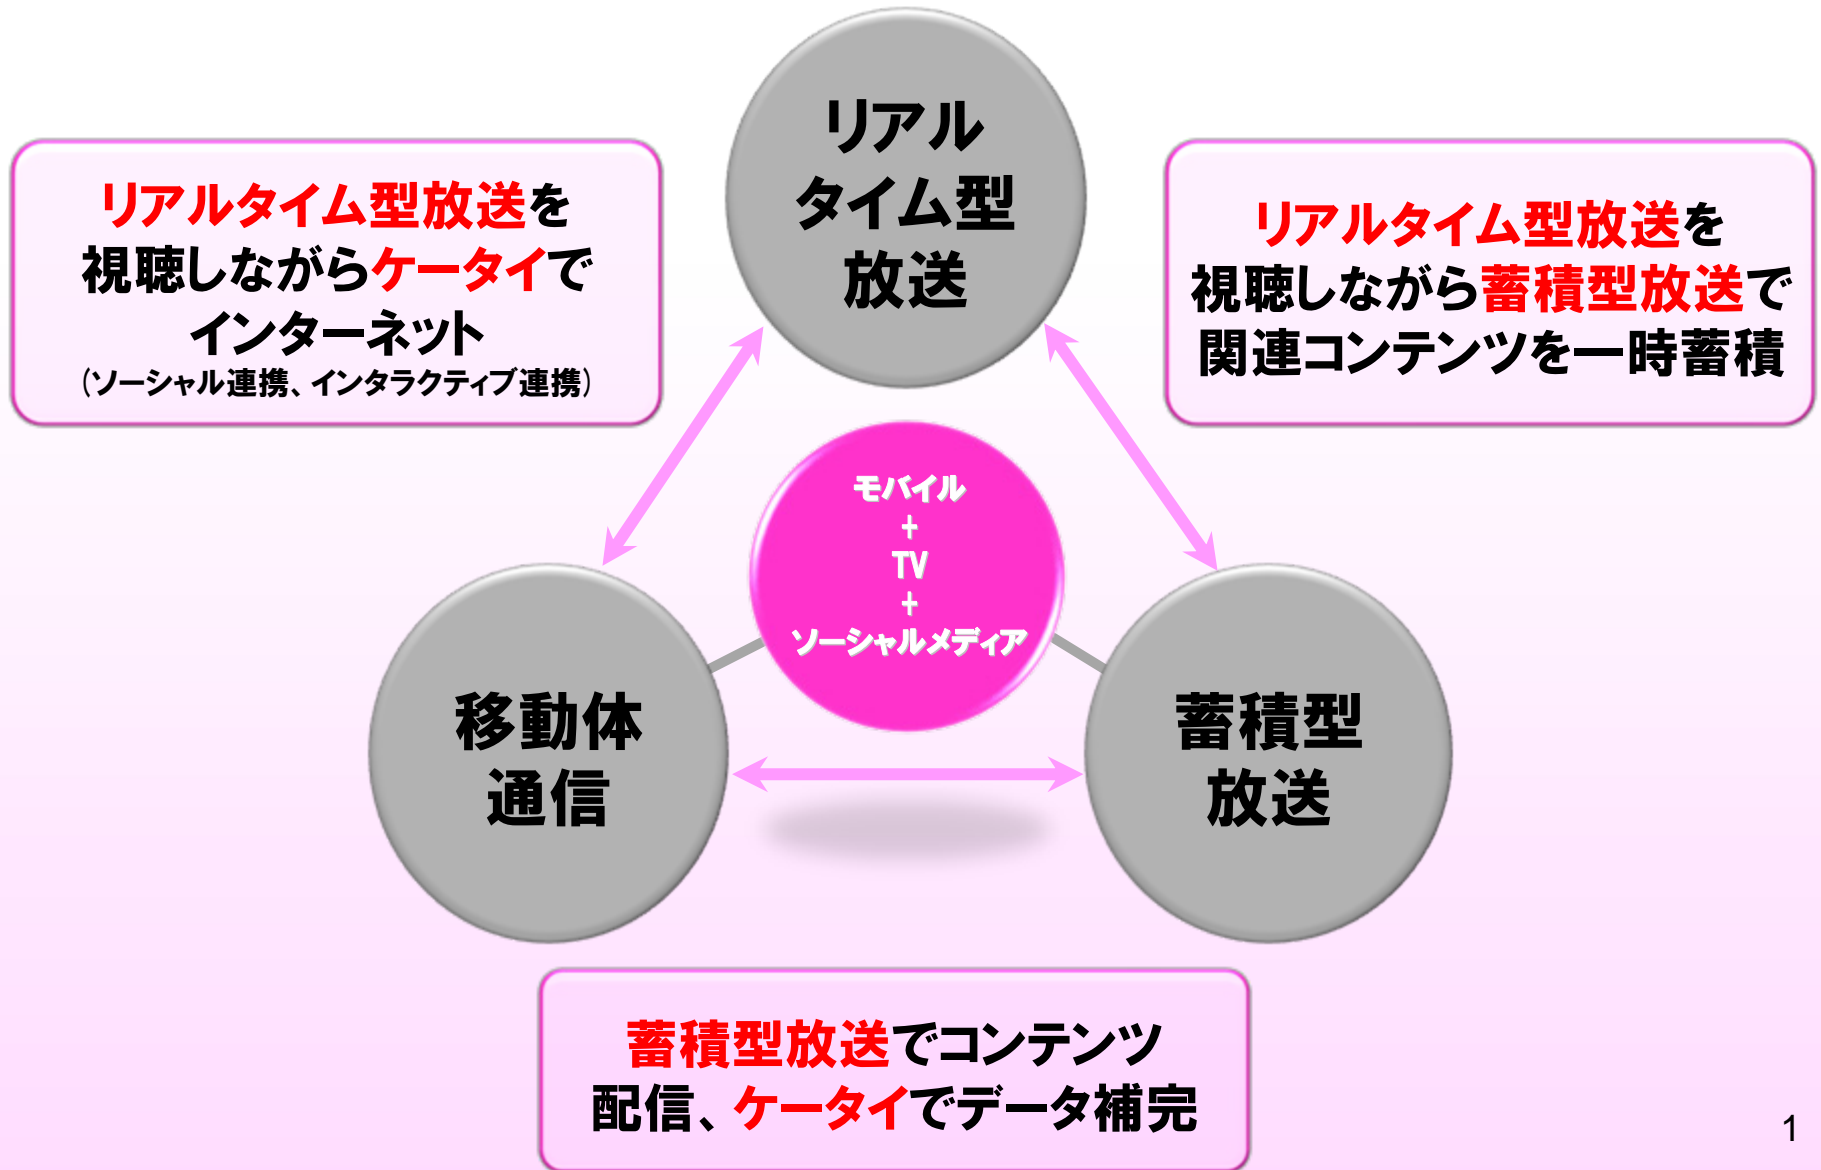 リアル
タイム型
放送
リアルタイム型放送を
視聴しながらケータイで
インターネット
(ソーシャル連携、インタラクティブ連携)
リアルタイム型放送を
視聴しながら蓄積型放送で
関連コンテンツを一時蓄積
モバイル
+
TV
+
ソーシャルメディア
移動体
通信
蓄積型
放送
蓄積型放送でコンテンツ
配信、ケータイでデータ補完
1